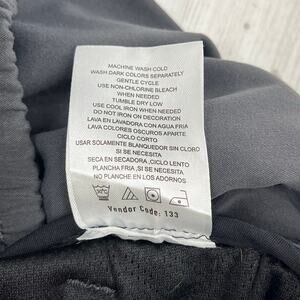 MACHINE WASH COLD
WASH DARK COLORS SEPARATELY
GENTLE CYCLE
USE NON-CHLORINE BLEACH
WHEN NEEDED
TUMBLE DRY LOW
USE COOL IRON WHEN NEEDED
DO NOT IRON ON DECORATION
LAVA EN LAVADORA CON AGUA FRIA
LAVA COLORES OSCUROS APARTE
CICLO CORTO
USAR SOLAMENTE BLANQUEDOR SIN CLORO
SI SE NECESITA
SECA EN SECADORA ,CICLO LENTO
PLANCHA FRIA ,SI SE NECESITA
NO PLANCHE EN LOS ADORNOS
Vendor Code: 133